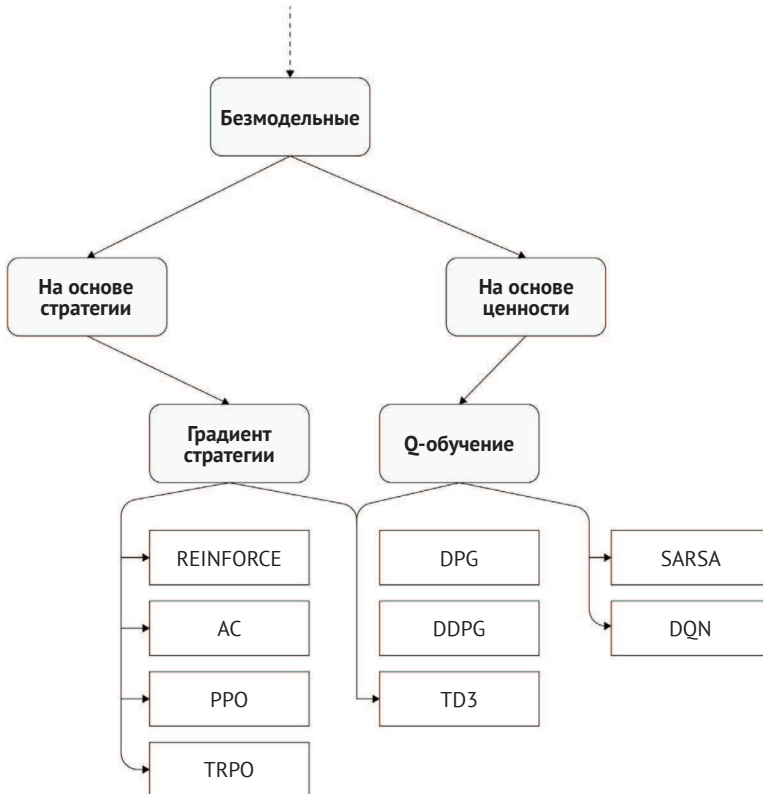 Безмодельные
На основе
стратегии
На основе
ценности
Градиент
стратегии
Q-обучение
REINFORCE
DPG
SARSA
AC
DDPG
DQN
PPO
TD3
TRPO